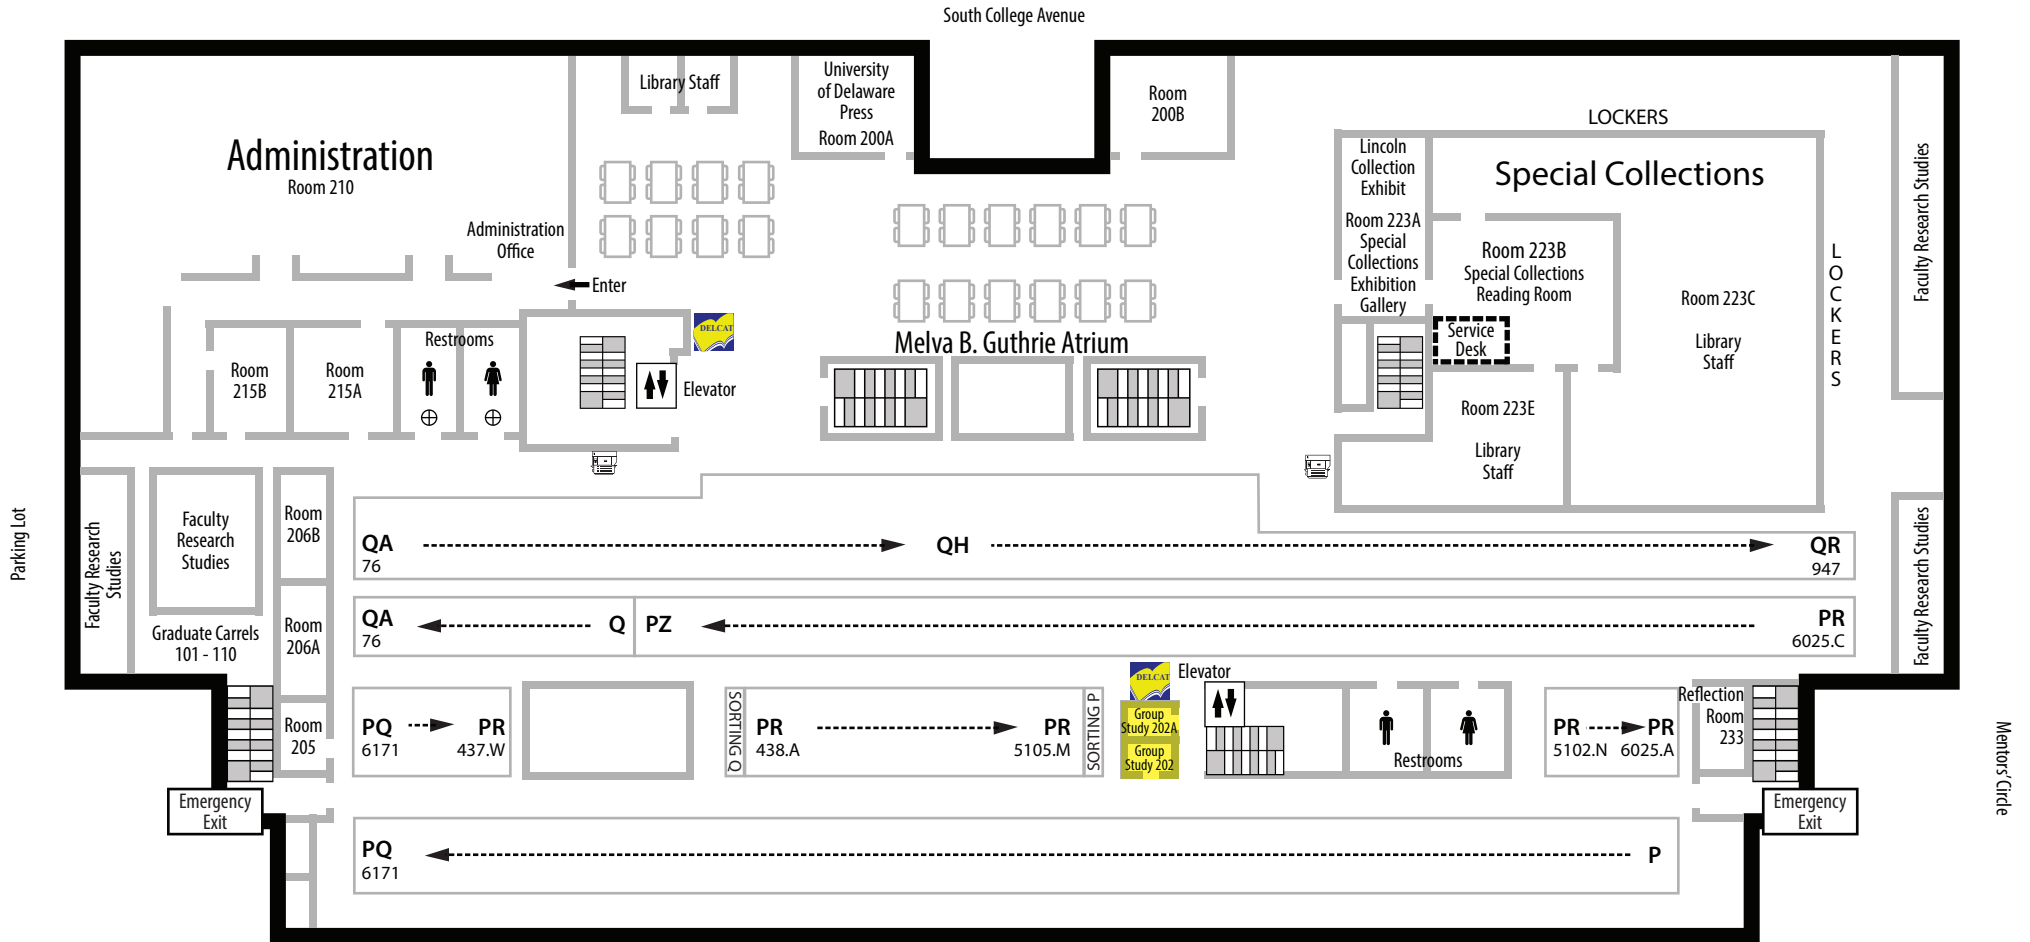 South College Avenue
Library Staff
University
of Delaware
Press
Room 200A
Room
200B
LOCKERS
Administration
Room 210
Administration
Office
Enter
Lincoln
Collection
Exhibit
Room 223A
Special
Collections
Exhibition
Gallery
Special Collections
Room 223B
Special Collections
Reading Room
Service
Desk
Room 223C
Library
Staff
LOCKERS
Faculty Research Studies
Room
215B
Room
215A
Restrooms
DELCAT
Elevator
Melva B. Guthrie Atrium
Room 223E
Library
Staff
Parking Lot
Faculty Research
Studies
Faculty
Research
Studies
Graduate Carrels
101 - 110
Room
206B
Room
206A
Room
205
QA
76
QH
QR
947
QA
76
Q
PZ
PR
6025.C
Faculty Research Studies
PQ
6171
PR
437.W
SORTING Q
PR
438.A
PR
5105.M
SORTING P
DELCAT
Elevator
Group
Study 202A
Group
Study 202
Restrooms
PR
5102.N
PR
6025.A
Reflection
Room
233
Mentors' Circle
Emergency
Exit
Emergency
Exit
PQ
6171
P